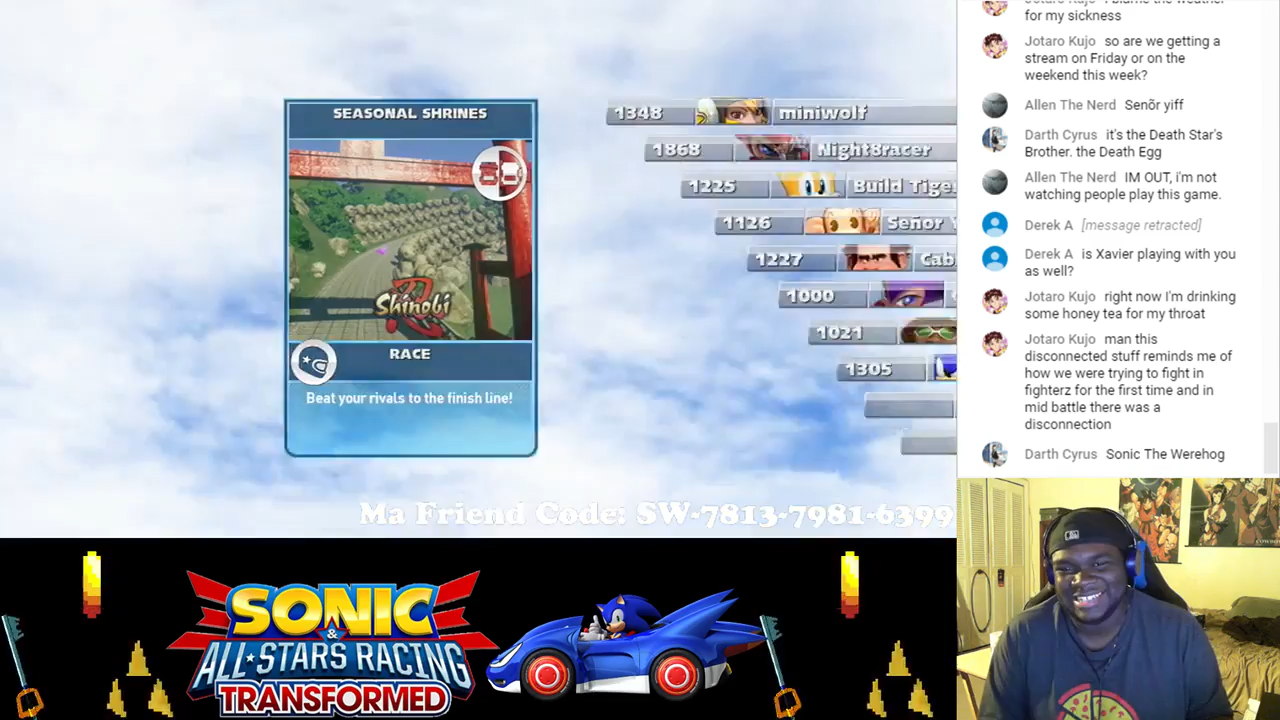 SEASONAL SHRINES
Shinobi
RACE
Beat your rivals to the finish line!
1348 miniwolf
1868 Night8racer
1225 Build Tige
1126 Señor
1227 Cab
1000
1021
1305
Ma Friend Code: SW-7813-7981-6399
for my sickness
Jotaro Kujo so are we getting a
stream on Friday or on the
weekend this week?
Allen The Nerd Senõr yiff
Darth Cyrus it's the Death Star's
Brother. the Death Egg
Allen The Nerd IM OUT, i'm not
watching people play this game.
Derek A [message retracted]
Derek A is Xavier playing with you
as well?
Jotaro Kujo right now I'm drinking
some honey tea for my throat
Jotaro Kujo man this
disconnected stuff reminds me of
how we were trying to fight in
fighterz for the first time and in
mid battle there was a
disconnection
Darth Cyrus Sonic The Werehog
SONIC
&
ALL★STARS RACING
TRANSFORMED